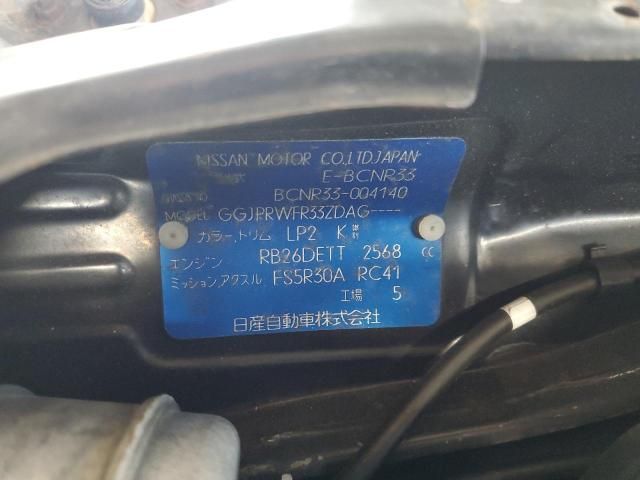 NISSAN MOTOR CO.,LTD.JAPAN
E-BCNR33
BCNR33-004140
MODEL GGJPRWFR33ZDAG----
カラー,トリム LP2 K
エンジン RB26DETT 2568 CC
ミッション,アクスル FS5R30A RC41
工場 5
日産自動車株式会社